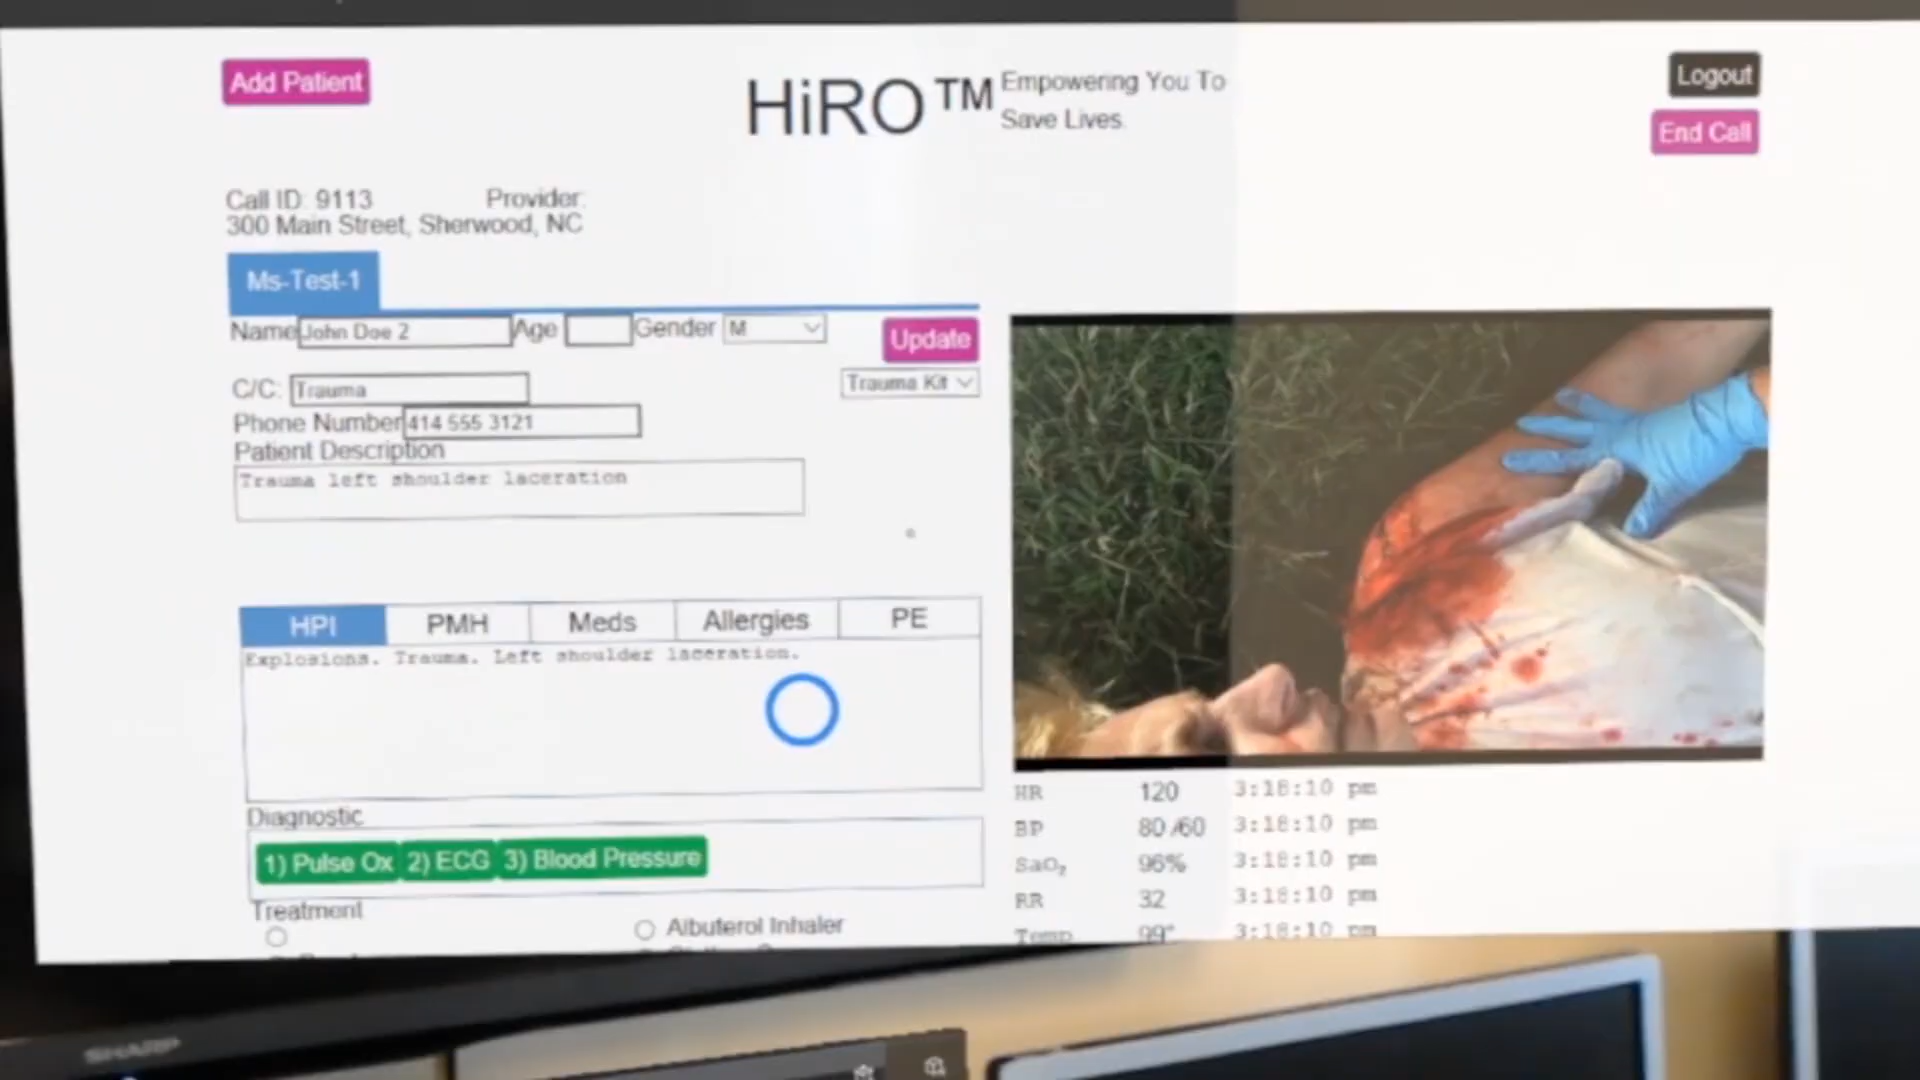 Add Patient
HiRO™
Empowering You To
Save Lives.
Logout
End Call
Call ID: 9113 Provider:
300 Main Street, Sherwood, NC
Ms-Test-1
Name John Doe 2 Age Gender M
Update
C/C: Trauma
Trauma Kit
Phone Number 414 555 3121
Patient Description
Trauma left shoulder laceration
HPI PMH Meds Allergies PE
Explosions. Trauma. Left shoulder laceration.
Diagnostic
1) Pulse Ox 2) ECG 3) Blood Pressure
Treatment
Albuterol Inhaler
HR 120 3:18:10 pm
BP 80/60 3:18:10 pm
SaO₂ 96% 3:18:10 pm
RR 32 3:18:10 pm
Temp 99° 3:18:10 pm
SHARP